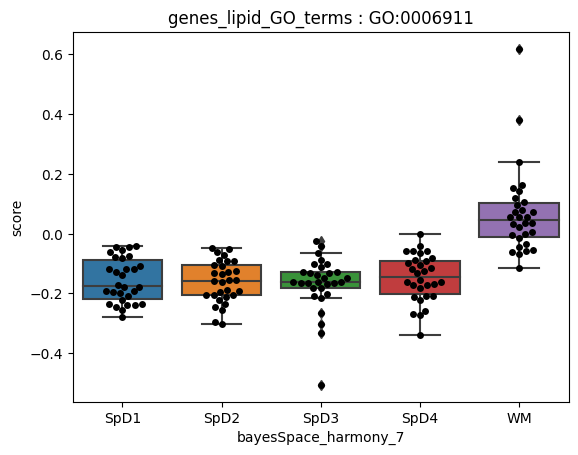 genes_lipid_GO_terms : GO:0006911
score
0.6
0.4
0.2
0.0
−0.2
−0.4
SpD1 SpD2 SpD3 SpD4 WM
bayesSpace_harmony_7